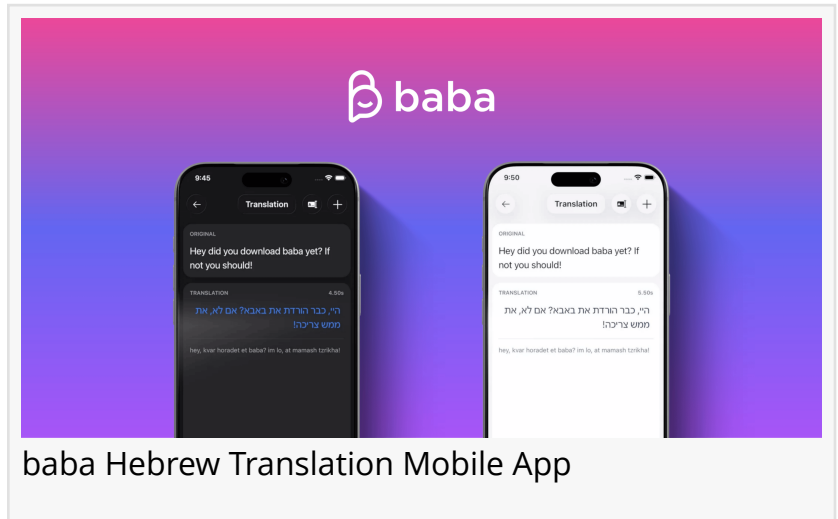 baba
9:45
Translation
ORIGINAL
Hey did you download baba yet? If
not you should!
TRANSLATION 4.50s
היי, כבר הורדת את באבא? אם לא, את
ממש צריכה!
hey, kvar horadet et baba? im lo, at mamash tzrikha!
9:50
Translation
ORIGINAL
Hey did you download baba yet? If
not you should!
TRANSLATION 5.50s
היי, כבר הורדת את באבא? אם לא, את
ממש צריכה!
hey, kvar horadet et baba? im lo, at mamash tzrikha!
baba Hebrew Translation Mobile App